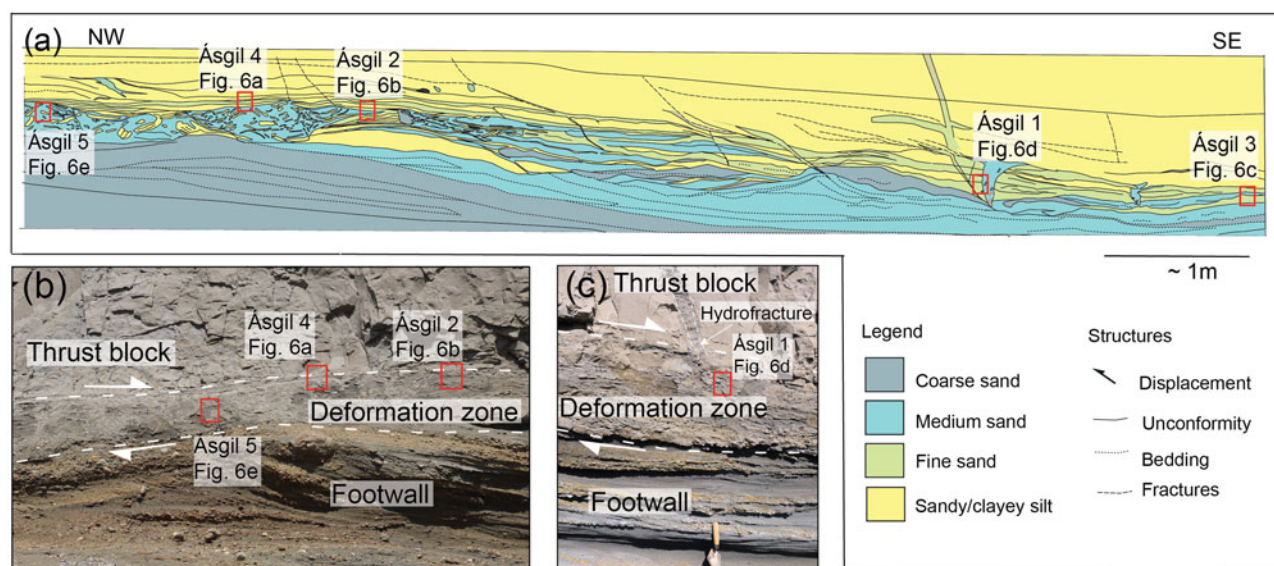 (a)
NW
SE
Ásgil 4
Fig. 6a
Ásgil 2
Fig. 6b
Ásgil 5
Fig. 6e
Ásgil 1
Fig.6d
Ásgil 3
Fig. 6c
~ 1m
(b)
Ásgil 4
Fig. 6a
Ásgil 2
Fig. 6b
Thrust block
Deformation zone
Ásgil 5
Fig. 6e
Footwall
(c)
Thrust block
Hydrofracture
Ásgil 1
Fig. 6d
Deformation zone
Footwall
Legend
Coarse sand
Medium sand
Fine sand
Sandy/clayey silt
Structures
Displacement
Unconformity
Bedding
Fractures